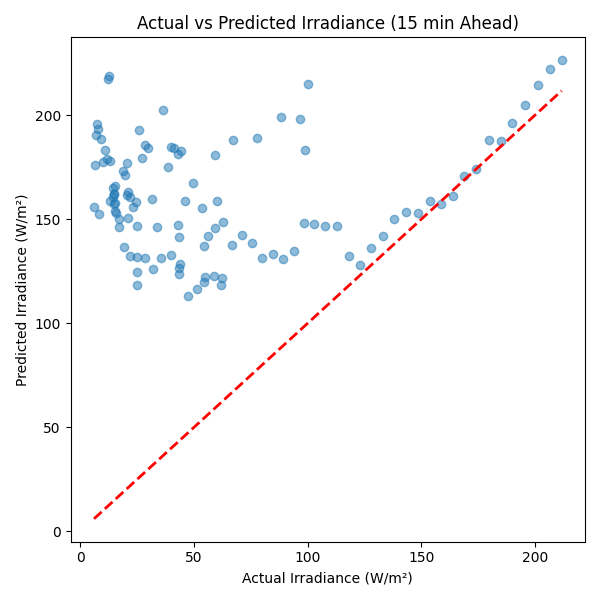 Actual vs Predicted Irradiance (15 min Ahead)
Predicted Irradiance (W/m²)
200
150
100
50
0
0 50 100 150 200
Actual Irradiance (W/m²)